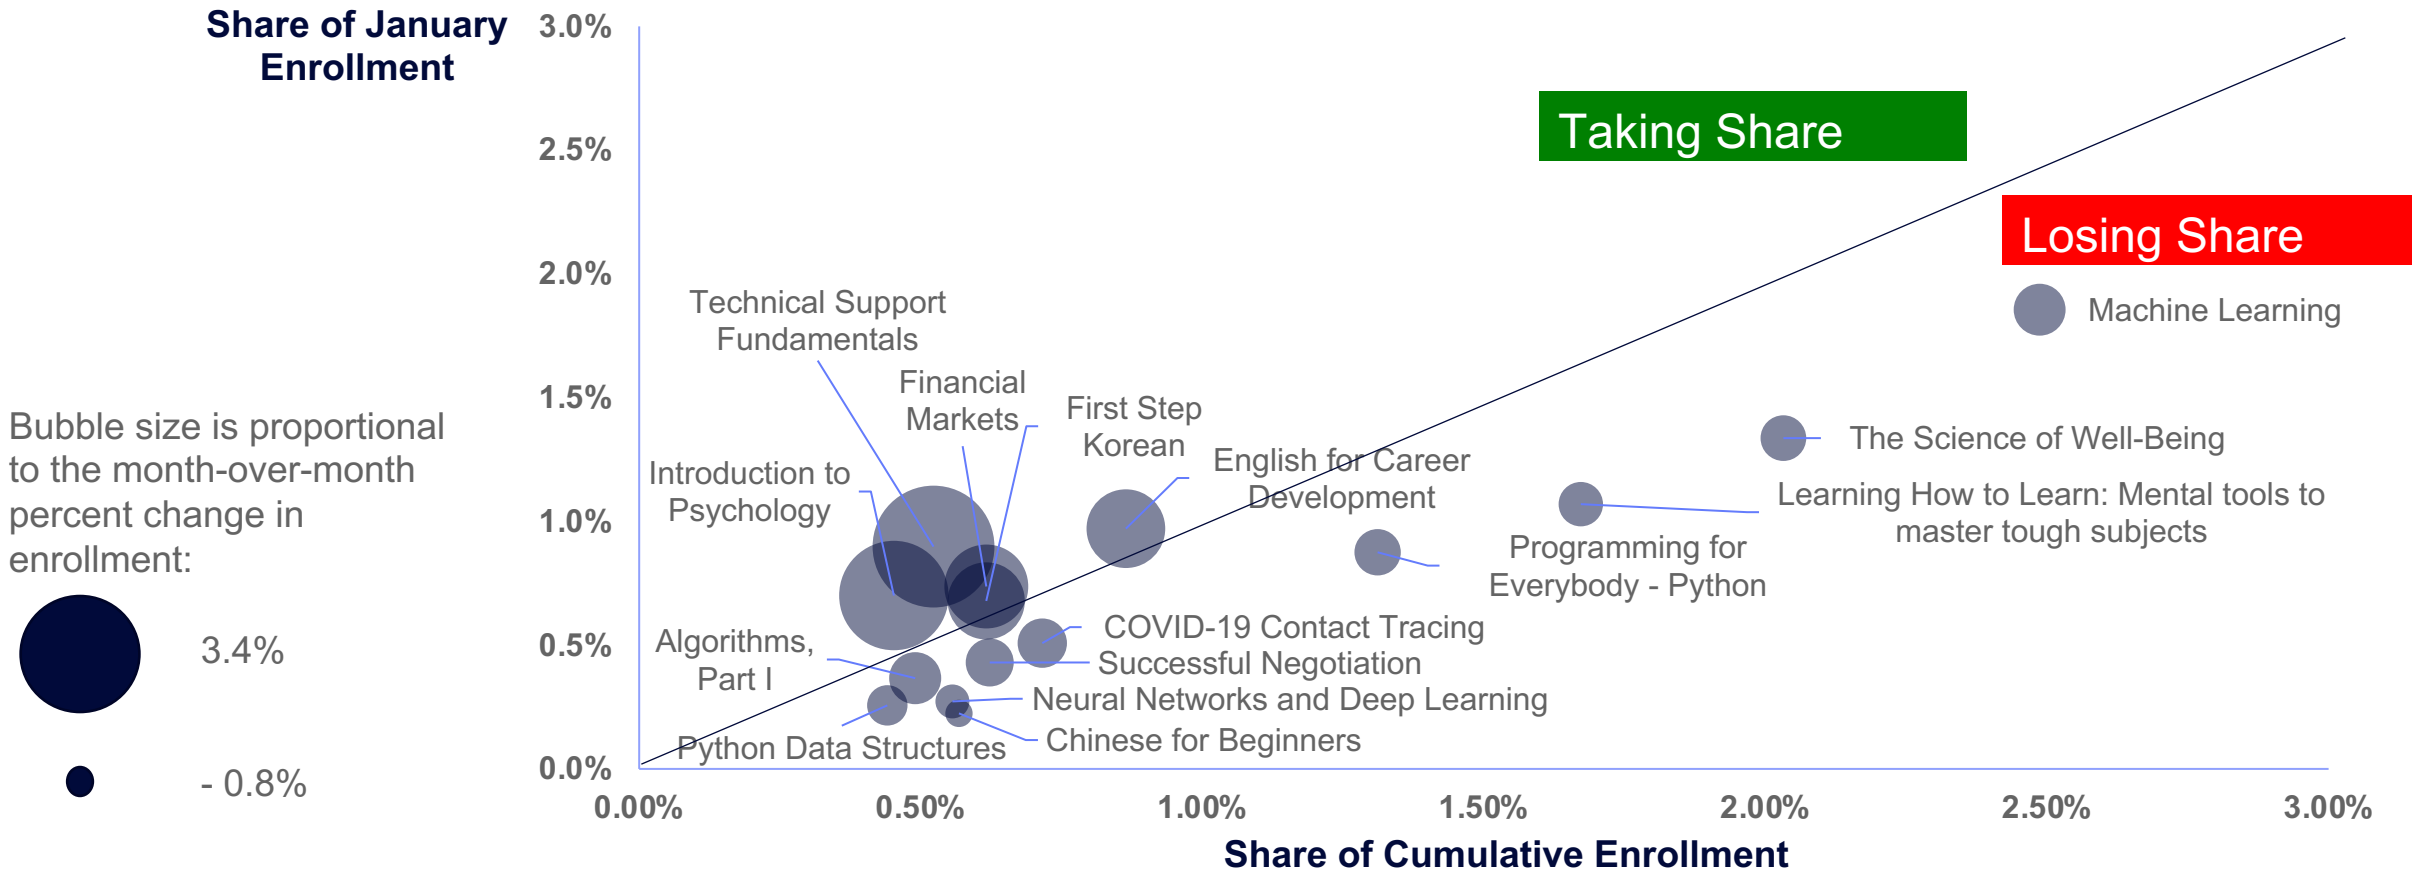 Share of January
Enrollment
3.0%
2.5%
2.0%
1.5%
1.0%
0.5%
0.0%
Taking Share
Losing Share
Machine Learning
Technical Support
Fundamentals
Financial
Markets
First Step
Korean
English for Career
Development
The Science of Well-Being
Introduction to
Psychology
Learning How to Learn: Mental tools to
master tough subjects
Programming for
Everybody - Python
Algorithms,
Part I
COVID-19 Contact Tracing
Successful Negotiation
Neural Networks and Deep Learning
Chinese for Beginners
Python Data Structures
Bubble size is proportional
to the month-over-month
percent change in
enrollment:
3.4%
- 0.8%
0.00%
0.50%
1.00%
1.50%
2.00%
2.50%
3.00%
Share of Cumulative Enrollment